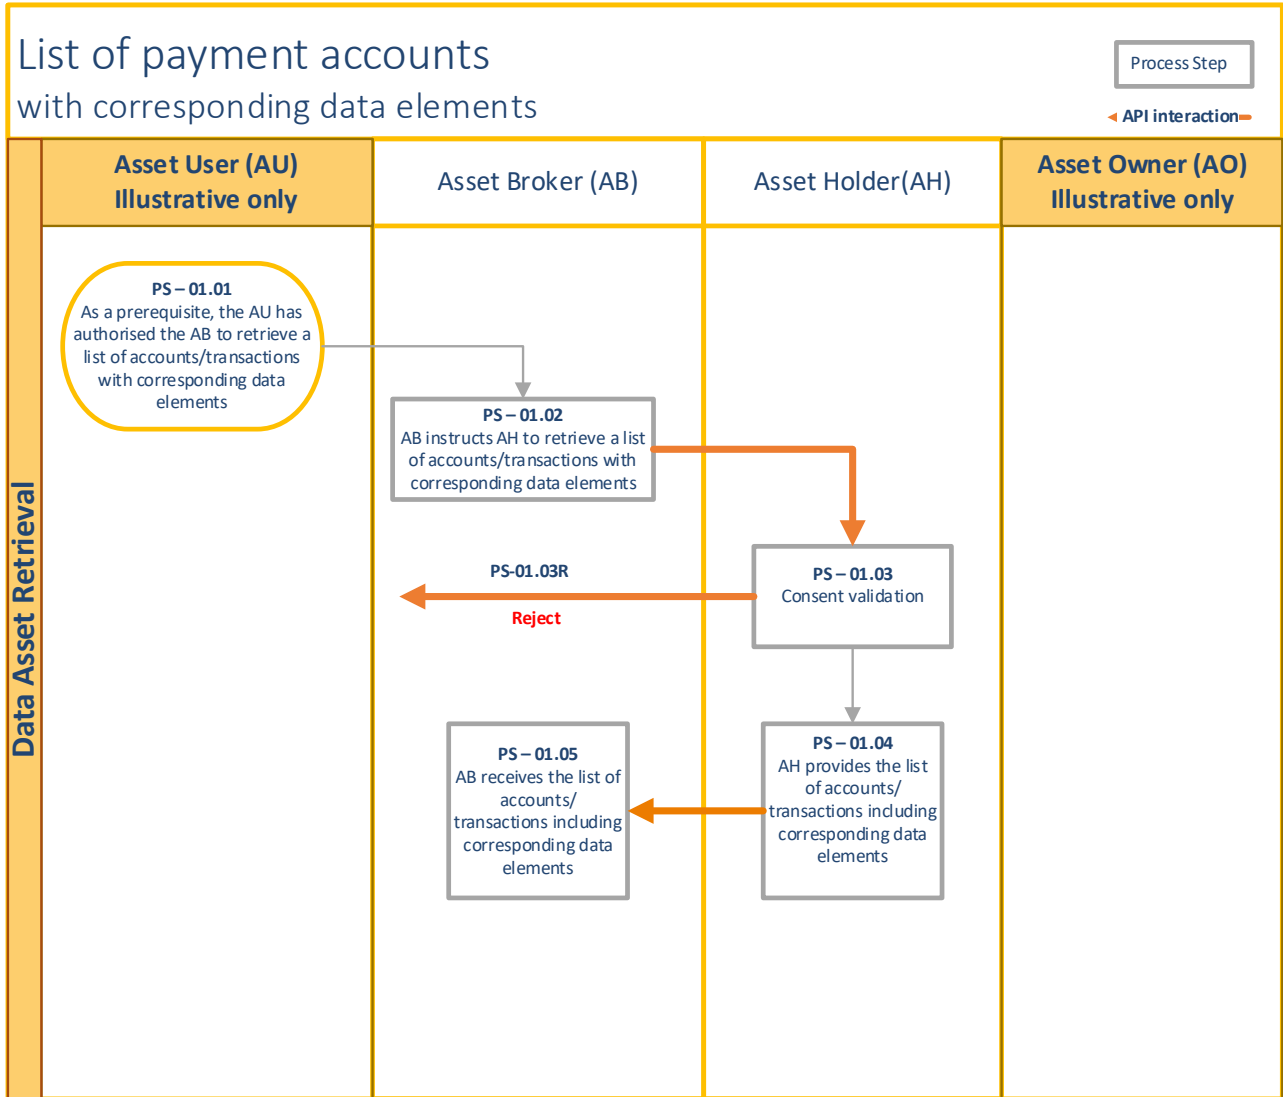 List of payment accounts
with corresponding data elements
Process Step
API interaction
Asset User (AU)
Illustrative only
Asset Broker (AB)
Asset Holder(AH)
Asset Owner (AO)
Illustrative only
Data Asset Retrieval
PS – 01.01
As a prerequisite, the AU has
authorised the AB to retrieve a
list of accounts/transactions
with corresponding data
elements
PS – 01.02
AB instructs AH to retrieve a list
of accounts/transactions with
corresponding data elements
PS – 01.03
Consent validation
PS-01.03R
Reject
PS – 01.04
AH provides the list
of accounts/
transactions including
corresponding data
elements
PS – 01.05
AB receives the list of
accounts/
transactions including
corresponding data
elements